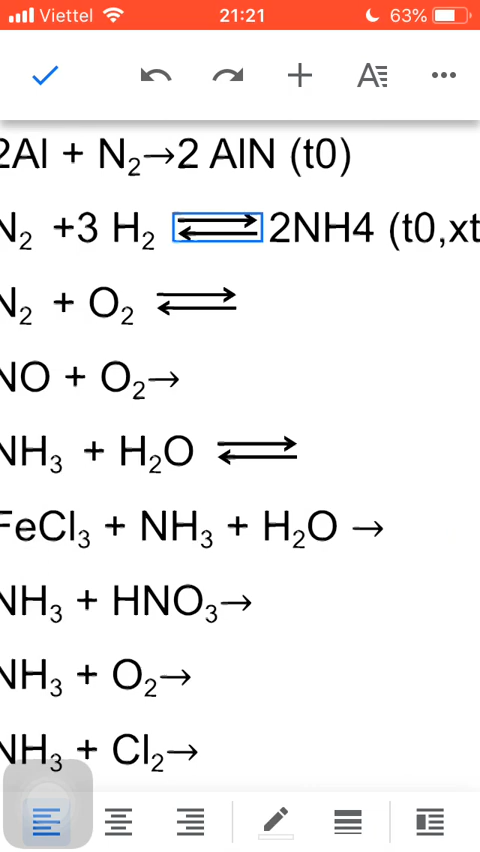 Viettel 21:21 63%
2Al + N₂→2 AlN (t0)
N₂ +3 H₂ ⇌ 2NH4 (t0,xt
N₂ + O₂ ⇌
NO + O₂→
NH₃ + H₂O ⇌
FeCl₃ + NH₃ + H₂O →
NH₃ + HNO₃→
NH₃ + O₂→
NH₃ + Cl₂→